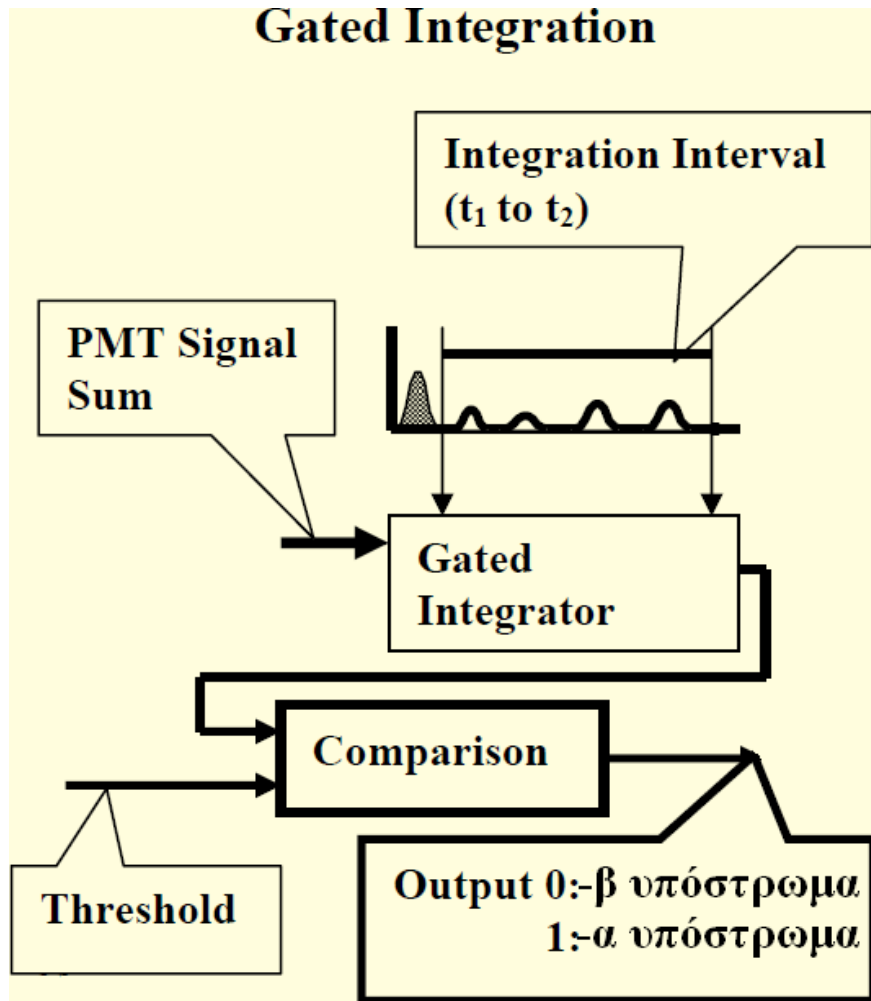 Gated Integration
Integration Interval
(t₁ to t₂)
PMT Signal
Sum
Gated
Integrator
Comparison
Threshold
Output 0:-β υπόστρωμα
1:-α υπόστρωμα